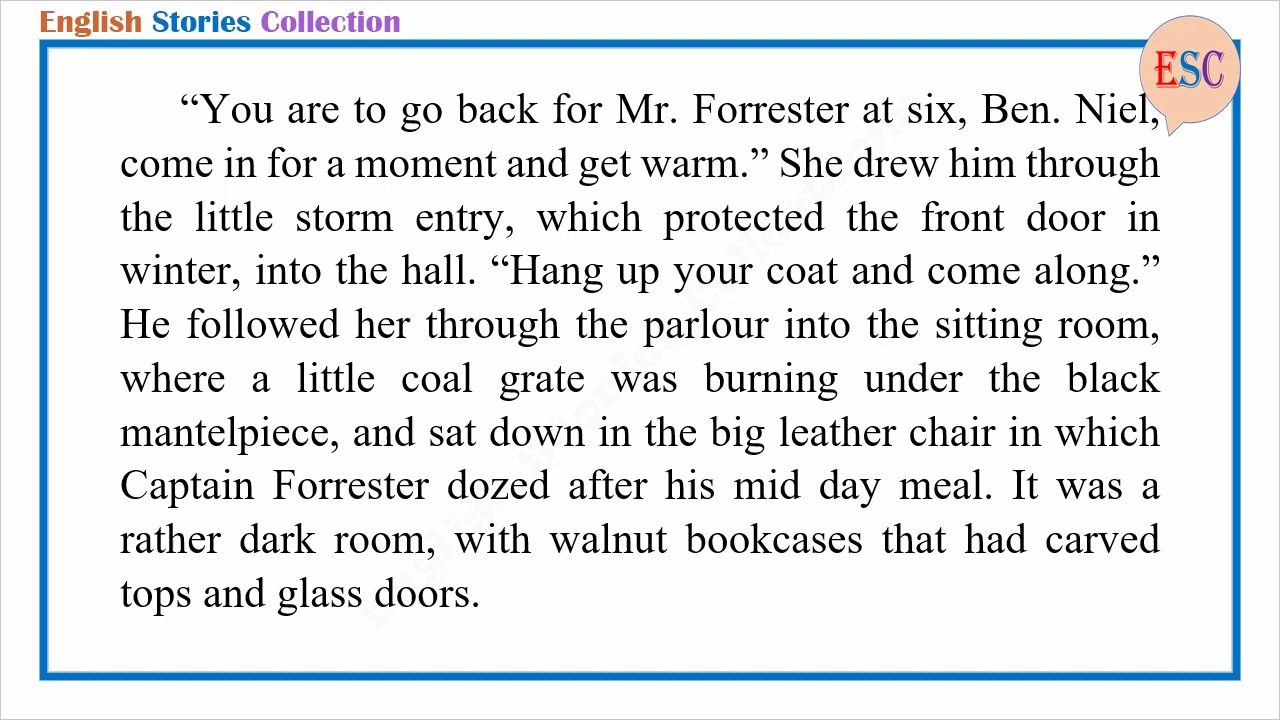 English Stories Collection
ESC
“You are to go back for Mr. Forrester at six, Ben. Niel,
come in for a moment and get warm.” She drew him through
the little storm entry, which protected the front door in
winter, into the hall. “Hang up your coat and come along.”
He followed her through the parlour into the sitting room,
where a little coal grate was burning under the black
mantelpiece, and sat down in the big leather chair in which
Captain Forrester dozed after his mid day meal. It was a
rather dark room, with walnut bookcases that had carved
tops and glass doors.
English Stories Collections